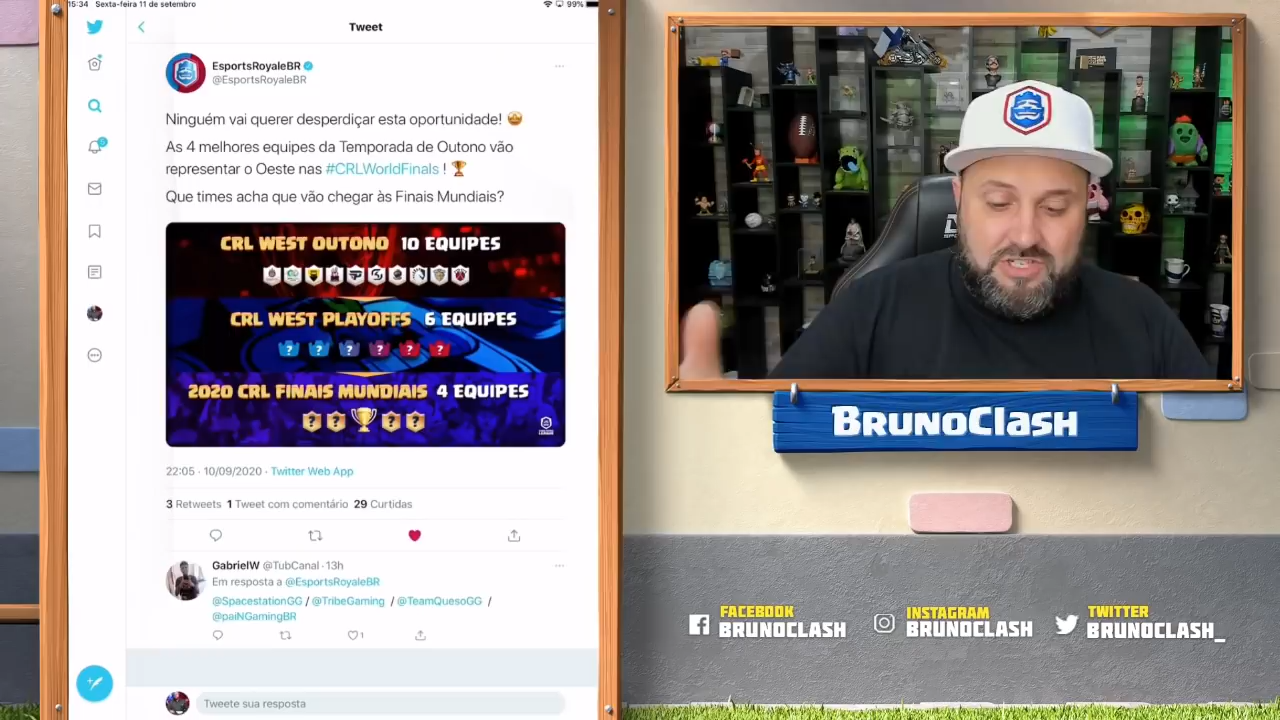 15:34 Sexta-feira 11 de setembro
99%
Tweet
EsportsRoyaleBR
@EsportsRoyaleBR
Ninguém vai querer desperdiçar esta oportunidade! 🤩
As 4 melhores equipes da Temporada de Outono vão
representar o Oeste nas #CRLWorldFinals ! 🏆
Que times acha que vão chegar às Finais Mundiais?
CRL WEST OUTONO 10 EQUIPES
CRL WEST PLAYOFFS 6 EQUIPES
? ? ? ? ? ?
2020 CRL FINAIS MUNDIAIS 4 EQUIPES
? ? ? ?
22:05 · 10/09/2020 · Twitter Web App
3 Retweets 1 Tweet com comentário 29 Curtidas
GabrielW @TubCanal · 13h
Em resposta a @EsportsRoyaleBR
@SpacestationGG / @TribeGaming / @TeamQuesoGG /
@paiNGamingBR
1
Tweete sua resposta
BRUNOCLASH
FACEBOOK
BRUNOCLASH
INSTAGRAM
BRUNOCLASH
TWITTER
BRUNOCLASH_